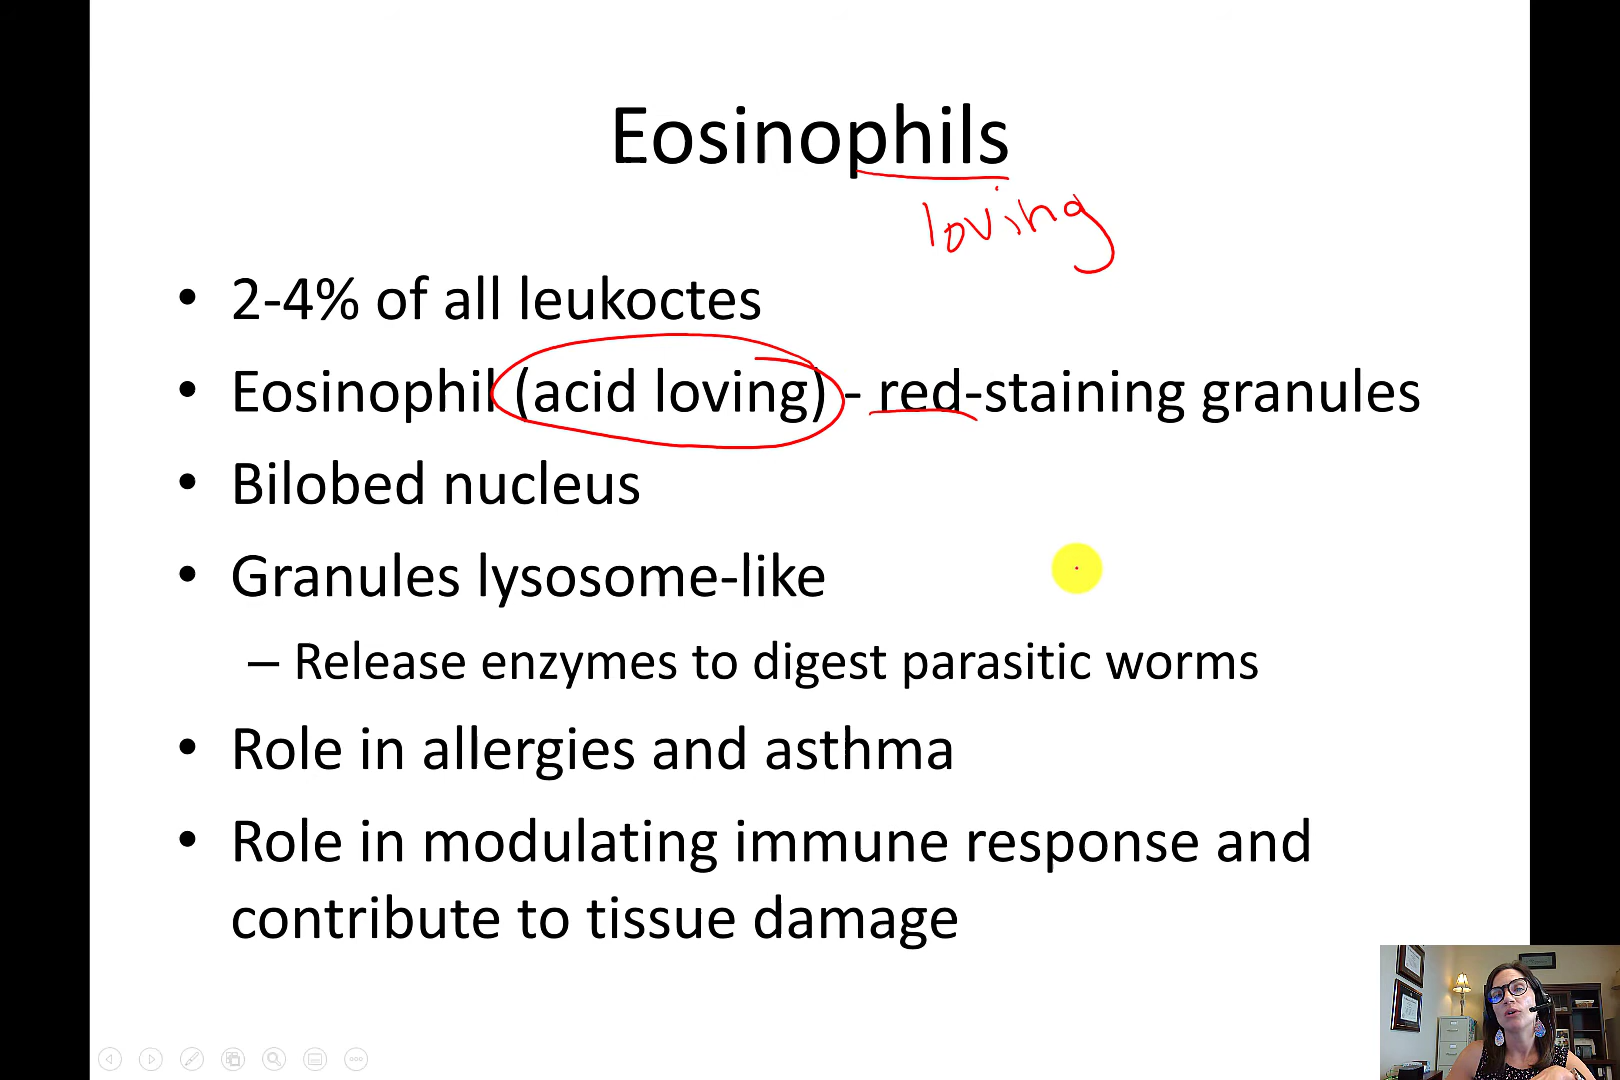 Eosinophils
loving
• 2-4% of all leukoctes
• Eosinophil (acid loving) - red-staining granules
• Bilobed nucleus
• Granules lysosome-like
– Release enzymes to digest parasitic worms
• Role in allergies and asthma
• Role in modulating immune response and
contribute to tissue damage